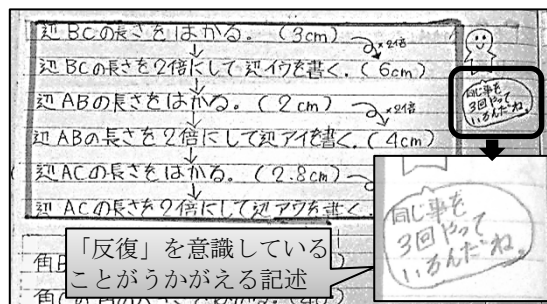 辺BCの長さをはかる。(3cm)
×2倍
↓
辺BCの長さを2倍にして辺イウを書く.(6cm)
↓
辺ABの長さをはかる。(2cm)
×2倍
↓
辺ABの長さを2倍にして辺アイを書く.(4cm)
↓
辺ACの長さをはかる。(2.8cm)
↓
辺ACの長さを2倍にして辺アウを書く.
同じ事を
3回やって
いるんだね。
同じ事を
3回やって
いるんだね。
「反復」を意識している
ことがうかがえる記述
角B
角C